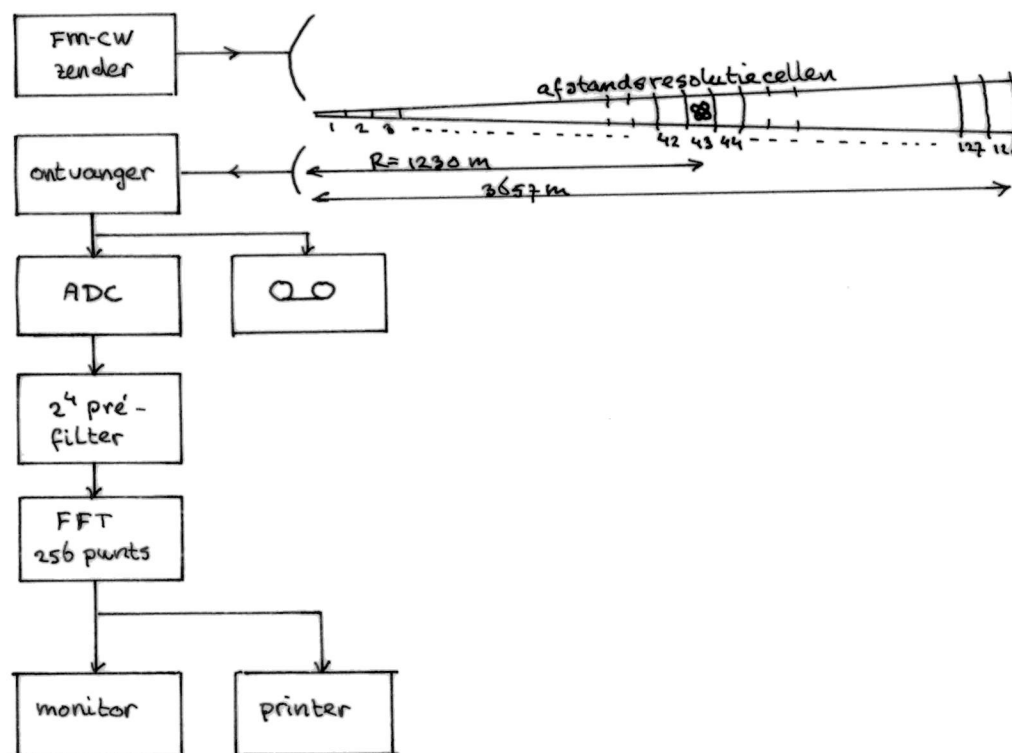 FM-CW
zender
afstandsresolutiecellen
1 2 3
42 43 44
127 12
R = 1230 m
3657 m
ontvanger
ADC
2⁴ pré-
filter
FFT
256 punts
monitor
printer